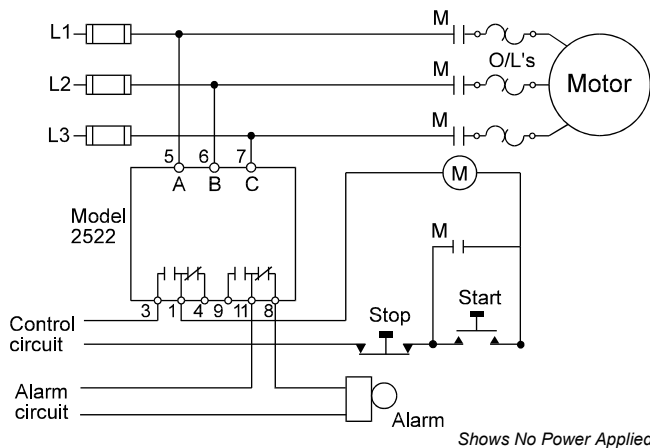 L1
M
L2
M
O/L's
Motor
L3
M
5 6 7
A B C
M
Model
2522
M
3 1 4 9 11 8
Control
circuit
Stop
Start
Alarm
circuit
Alarm
Shows No Power Applied